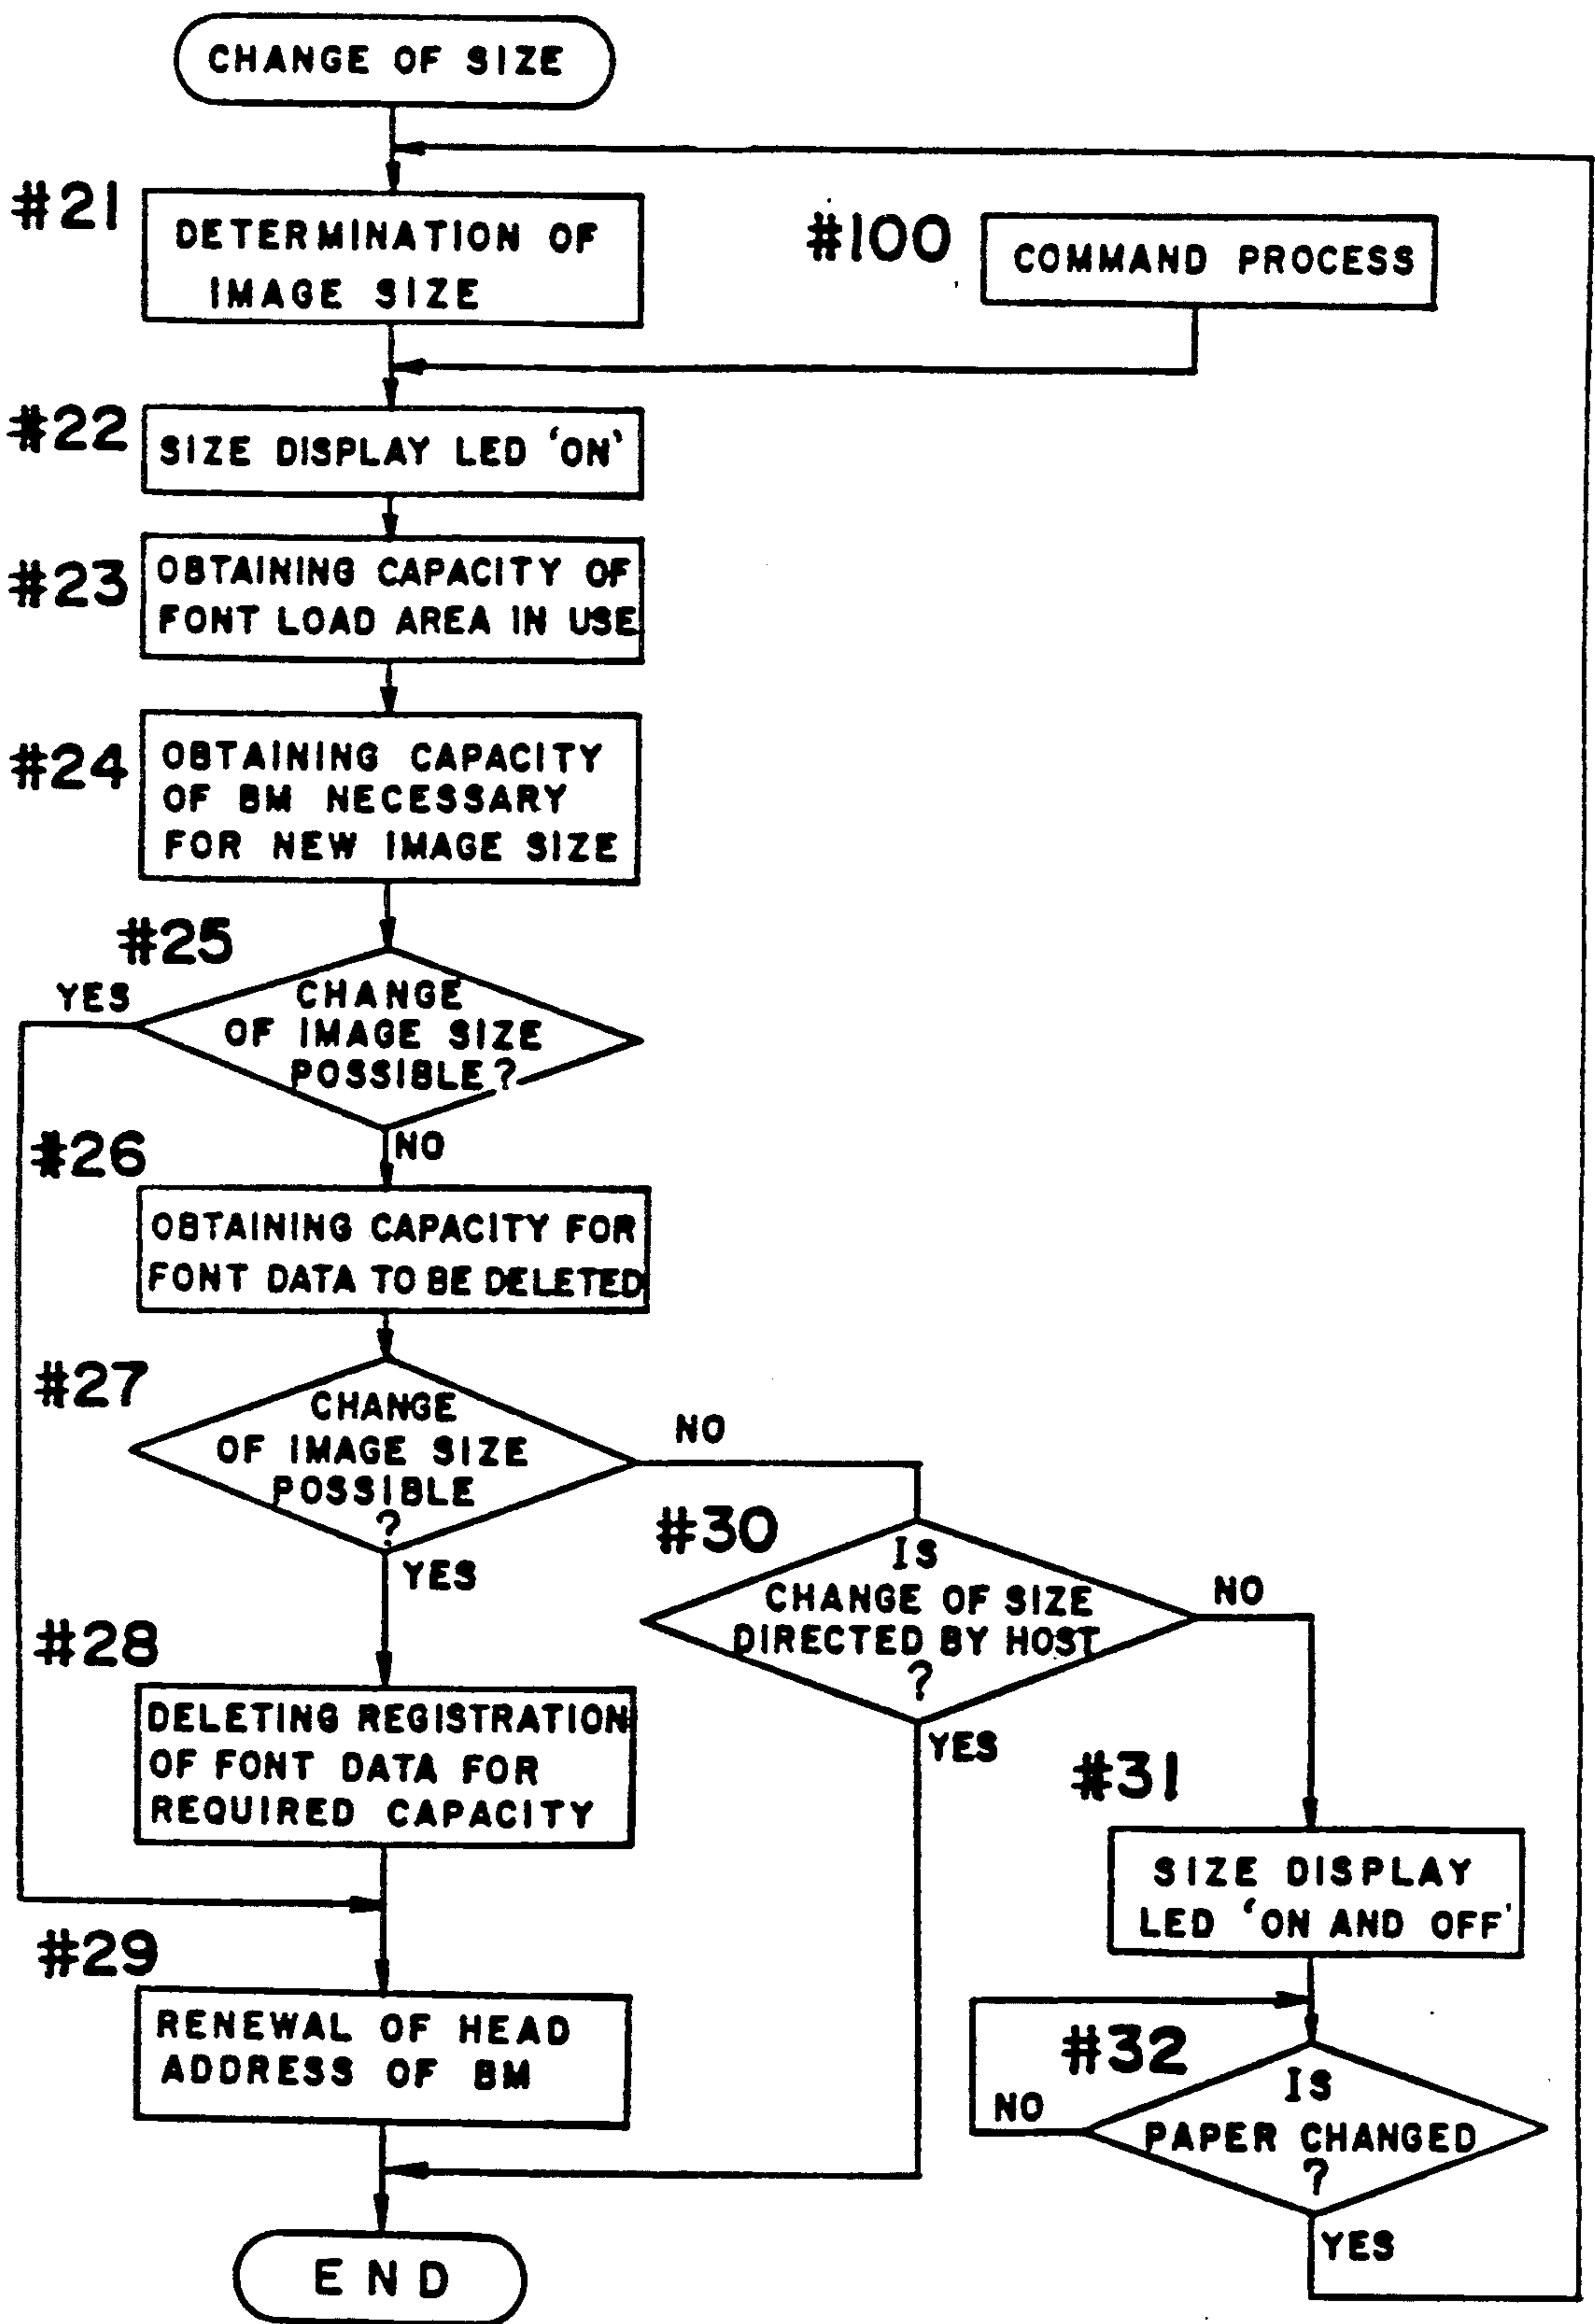 CHANGE OF SIZE
#21
DETERMINATION OF
IMAGE SIZE
#100
COMMAND PROCESS
#22
SIZE DISPLAY LED 'ON'
#23
OBTAINING CAPACITY OF
FONT LOAD AREA IN USE
#24
OBTAINING CAPACITY
OF BM NECESSARY
FOR NEW IMAGE SIZE
#25
YES
CHANGE
OF IMAGE SIZE
POSSIBLE?
NO
#26
OBTAINING CAPACITY FOR
FONT DATA TO BE DELETED
#27
CHANGE
OF IMAGE SIZE
POSSIBLE
?
NO
YES
#30
IS
CHANGE OF SIZE
DIRECTED BY HOST
?
NO
YES
#28
DELETING REGISTRATION
OF FONT DATA FOR
REQUIRED CAPACITY
#31
SIZE DISPLAY
LED 'ON AND OFF'
#29
RENEWAL OF HEAD
ADDRESS OF BM
#32
IS
PAPER CHANGED
?
NO
YES
END